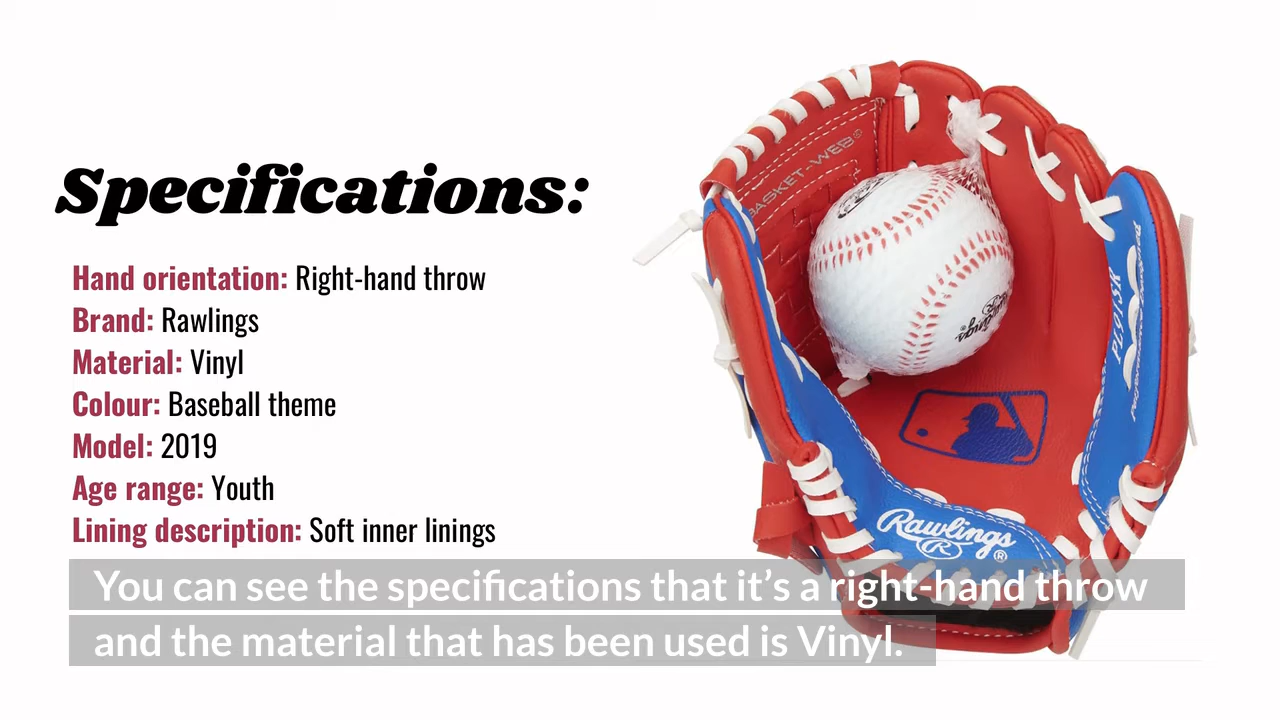 Specifications:
Hand orientation: Right-hand throw
Brand: Rawlings
Material: Vinyl
Colour: Baseball theme
Model: 2019
Age range: Youth
Lining description: Soft inner linings
You can see the specifications that it’s a right-hand throw
and the material that has been used is Vinyl.
BASKET-WEB®
Rawlings
PL91SR
Rawlings
R®